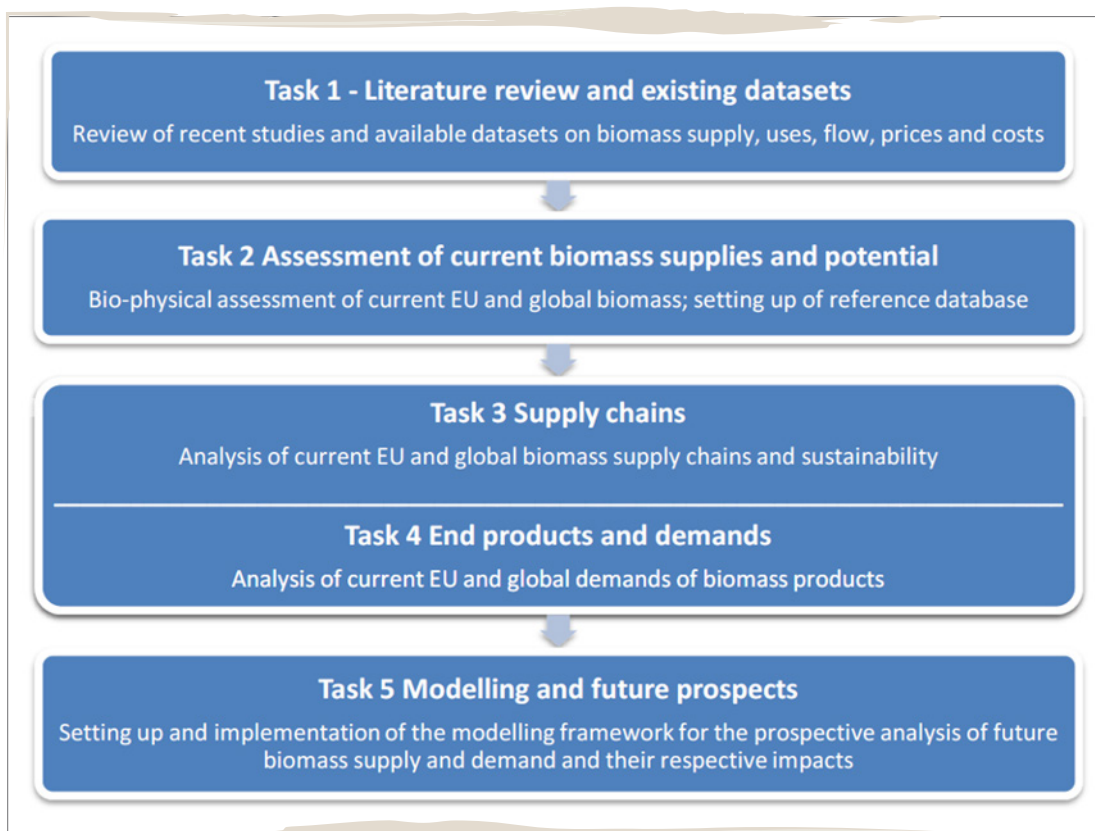 Task 1 - Literature review and existing datasets
Review of recent studies and available datasets on biomass supply, uses, flow, prices and costs
Task 2 Assessment of current biomass supplies and potential
Bio-physical assessment of current EU and global biomass; setting up of reference database
Task 3 Supply chains
Analysis of current EU and global biomass supply chains and sustainability
Task 4 End products and demands
Analysis of current EU and global demands of biomass products
Task 5 Modelling and future prospects
Setting up and implementation of the modelling framework for the prospective analysis of future
biomass supply and demand and their respective impacts